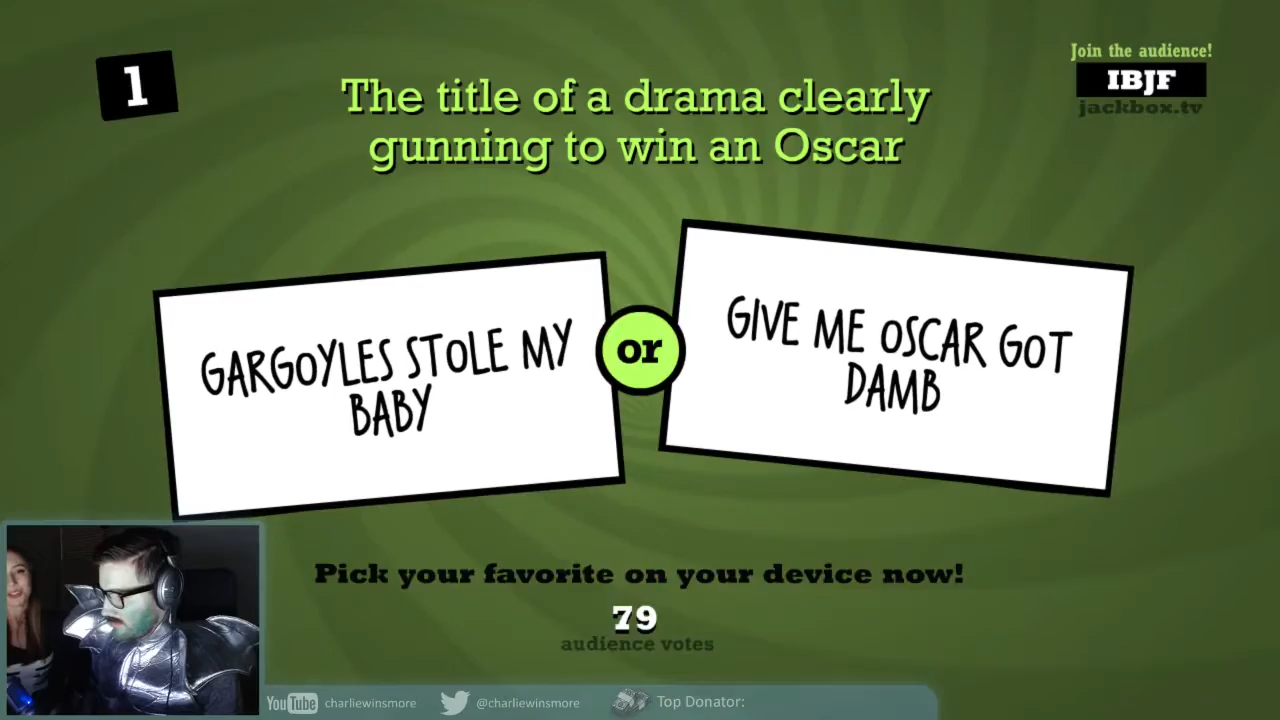 1
The title of a drama clearly
gunning to win an Oscar
Join the audience!
IBJF
jackbox.tv
GARGOYLES STOLE MY
BABY
or
GIVE ME OSCAR GOT
DAMB
Pick your favorite on your device now!
79
audience votes
YouTube charliewinsmore
@charliewinsmore
Top Donator: